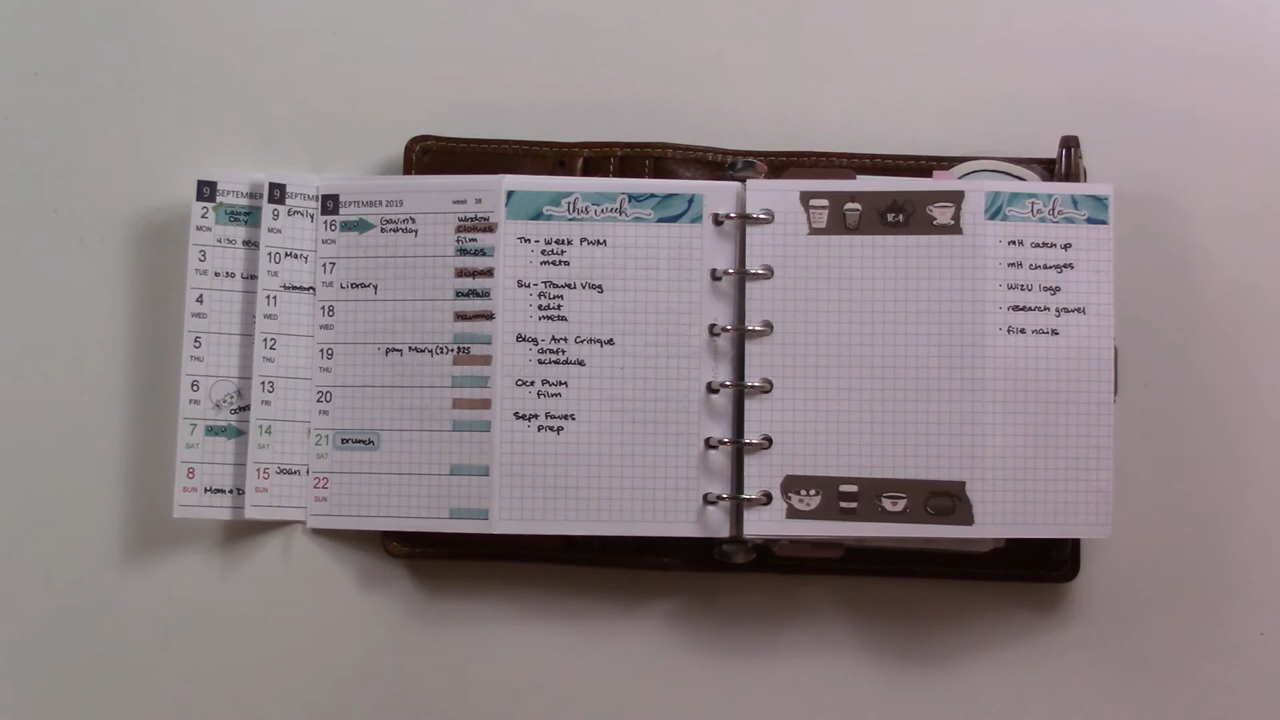 9 SEPTEMBER
2
MON
Labor
Day
4:30
3
TUE
6:30
4
WED
5
THU
6
FRI
7
SAT
8
SUN
Mom + D
9 SEPTEMBER
9 Emily
MON
10 Mary
TUE
11
WED
12
THU
13
FRI
14
SAT
15 Joan
SUN
9 SEPTEMBER 2019 week 38
16
MON
Gavin's
birthday
window
clothes
film
tacos
17
TUE Library
diapers
buffalo
18
WED
hammock
19
THU
• pay Mary (2) + $25
20
FRI
21
SAT
brunch
22
SUN
this week
Th - Week PWM
• edit
• meta
Su - Travel Vlog
• film
• edit
• meta
Blog - Art Critique
• draft
• schedule
Oct PWM
• film
Sept Faves
• prep
TEA
to do
• MH catch up
• MH changes
• WizU logo
• research gravel
• file nails